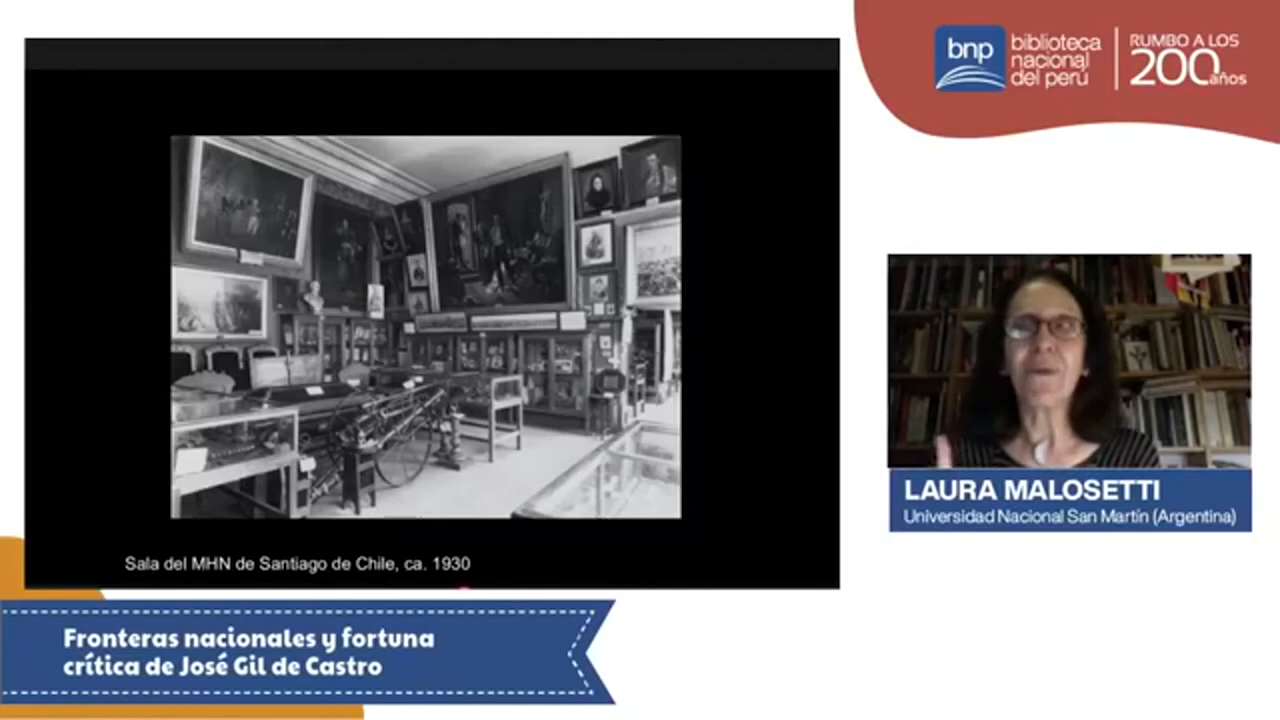 bnp
biblioteca
nacional
del perú
RUMBO A LOS
200
años
Sala del MHN de Santiago de Chile, ca. 1930
LAURA MALOSETTI
Universidad Nacional San Martín (Argentina)
Fronteras nacionales y fortuna
crítica de José Gil de Castro